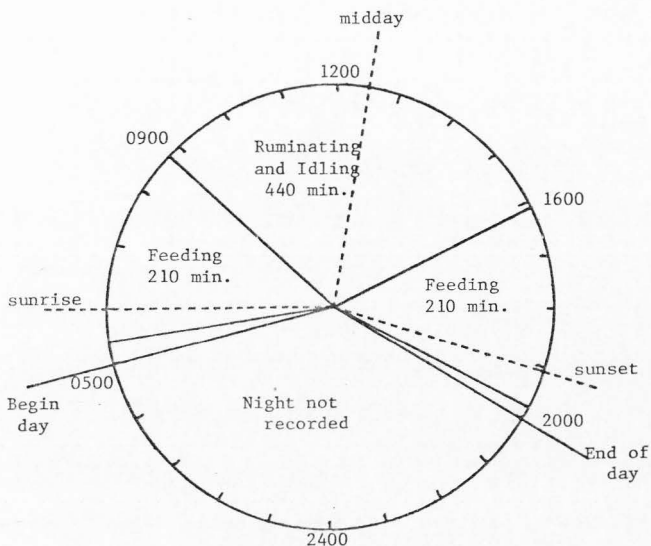 midday
1200
0900
Ruminating
and Idling
440 min.
1600
Feeding
210 min.
Feeding
210 min.
sunrise
sunset
0500
Begin
day
Night not
recorded
2000
End of
day
2400